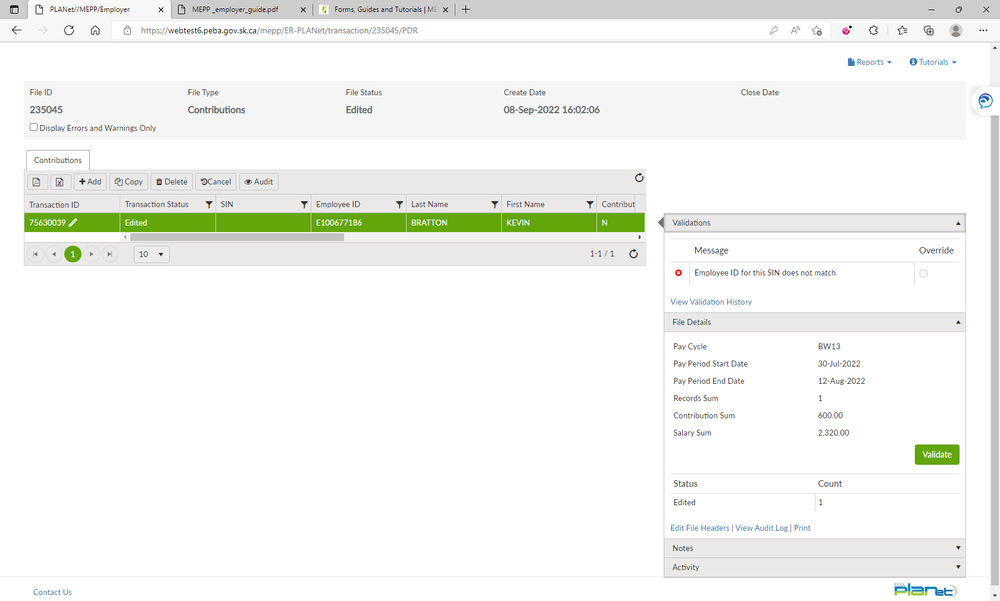 PLANet//MEPP/Employer
MEPP _employer_guide.pdf
Forms, Guides and Tutorials | ME
https://webtest6.peba.gov.sk.ca/mepp/ER-PLANet/transaction/235045/PDR
Reports
Tutorials
File ID
File Type
File Status
Create Date
Close Date
235045
Contributions
Edited
08-Sep-2022 16:02:06
Display Errors and Warnings Only
Contributions
Add
Copy
Delete
Cancel
Audit
Transaction ID
Transaction Status
SIN
Employee ID
Last Name
First Name
Contribut
75630039
Edited
E100677186
BRATTON
KEVIN
N
1
10
1-1 / 1
Validations
Message
Override
Employee ID for this SIN does not match
View Validation History
File Details
Pay Cycle
BW13
Pay Period Start Date
30-Jul-2022
Pay Period End Date
12-Aug-2022
Records Sum
1
Contribution Sum
600.00
Salary Sum
2,320.00
Validate
Status
Count
Edited
1
Edit File Headers | View Audit Log | Print
Notes
Activity
Contact Us
PEBA
planet